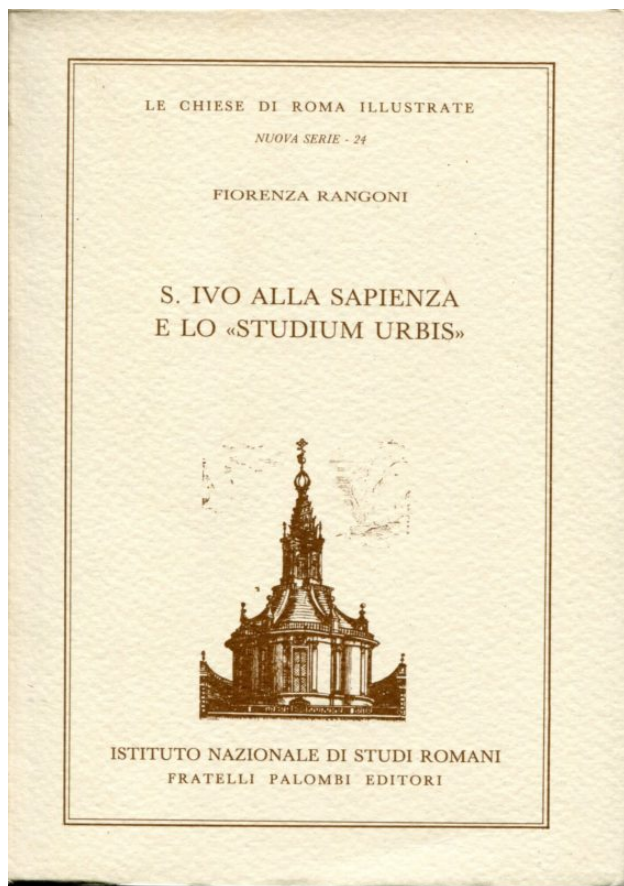 LE CHIESE DI ROMA ILLUSTRATE
NUOVA SERIE - 24
FIORENZA RANGONI
S. IVO ALLA SAPIENZA
E LO «STUDIUM URBIS»
ISTITUTO NAZIONALE DI STUDI ROMANI
FRATELLI PALOMBI EDITORI